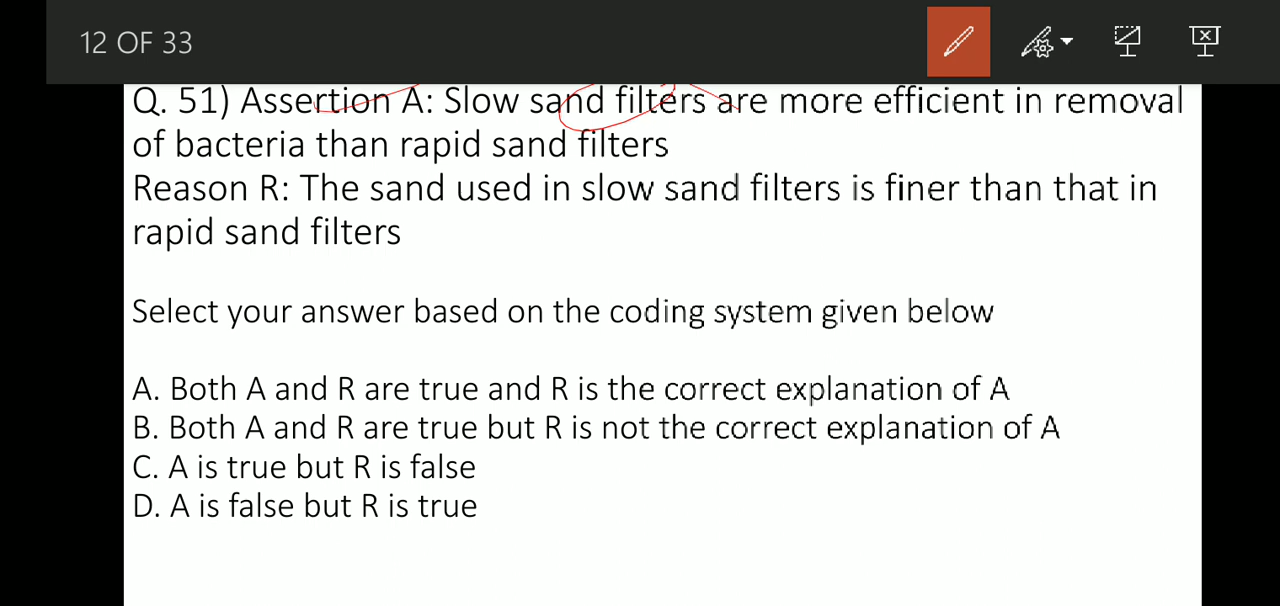 12 OF 33
Q. 51) Assertion A: Slow sand filters are more efficient in removal
of bacteria than rapid sand filters
Reason R: The sand used in slow sand filters is finer than that in
rapid sand filters
Select your answer based on the coding system given below
A. Both A and R are true and R is the correct explanation of A
B. Both A and R are true but R is not the correct explanation of A
C. A is true but R is false
D. A is false but R is true